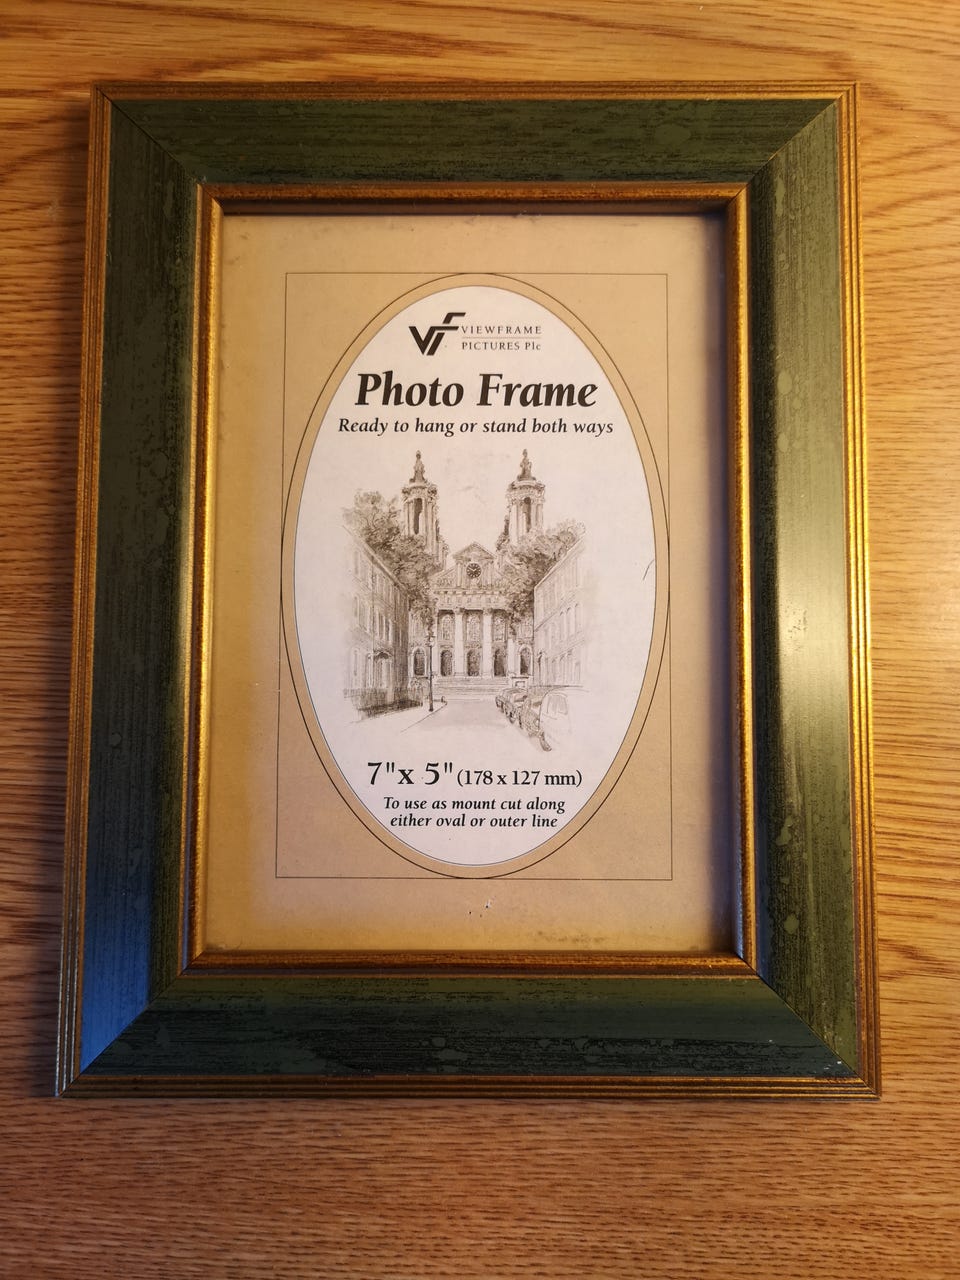 VF VIEWFRAME
PICTURES Plc
Photo Frame
Ready to hang or stand both ways
7"x 5" (178 x 127 mm)
To use as mount cut along
either oval or outer line